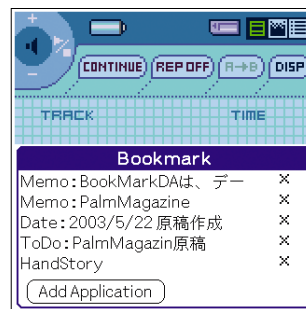 CONTINUE REP OFF A→B DISP
TRACK TIME
Bookmark
Memo:BookMarkDAは、デー ×
Memo:PalmMagazine ×
Date:2003/5/22 原稿作成 ×
ToDo:PalmMagazin原稿 ×
HandStory ×
Add Application